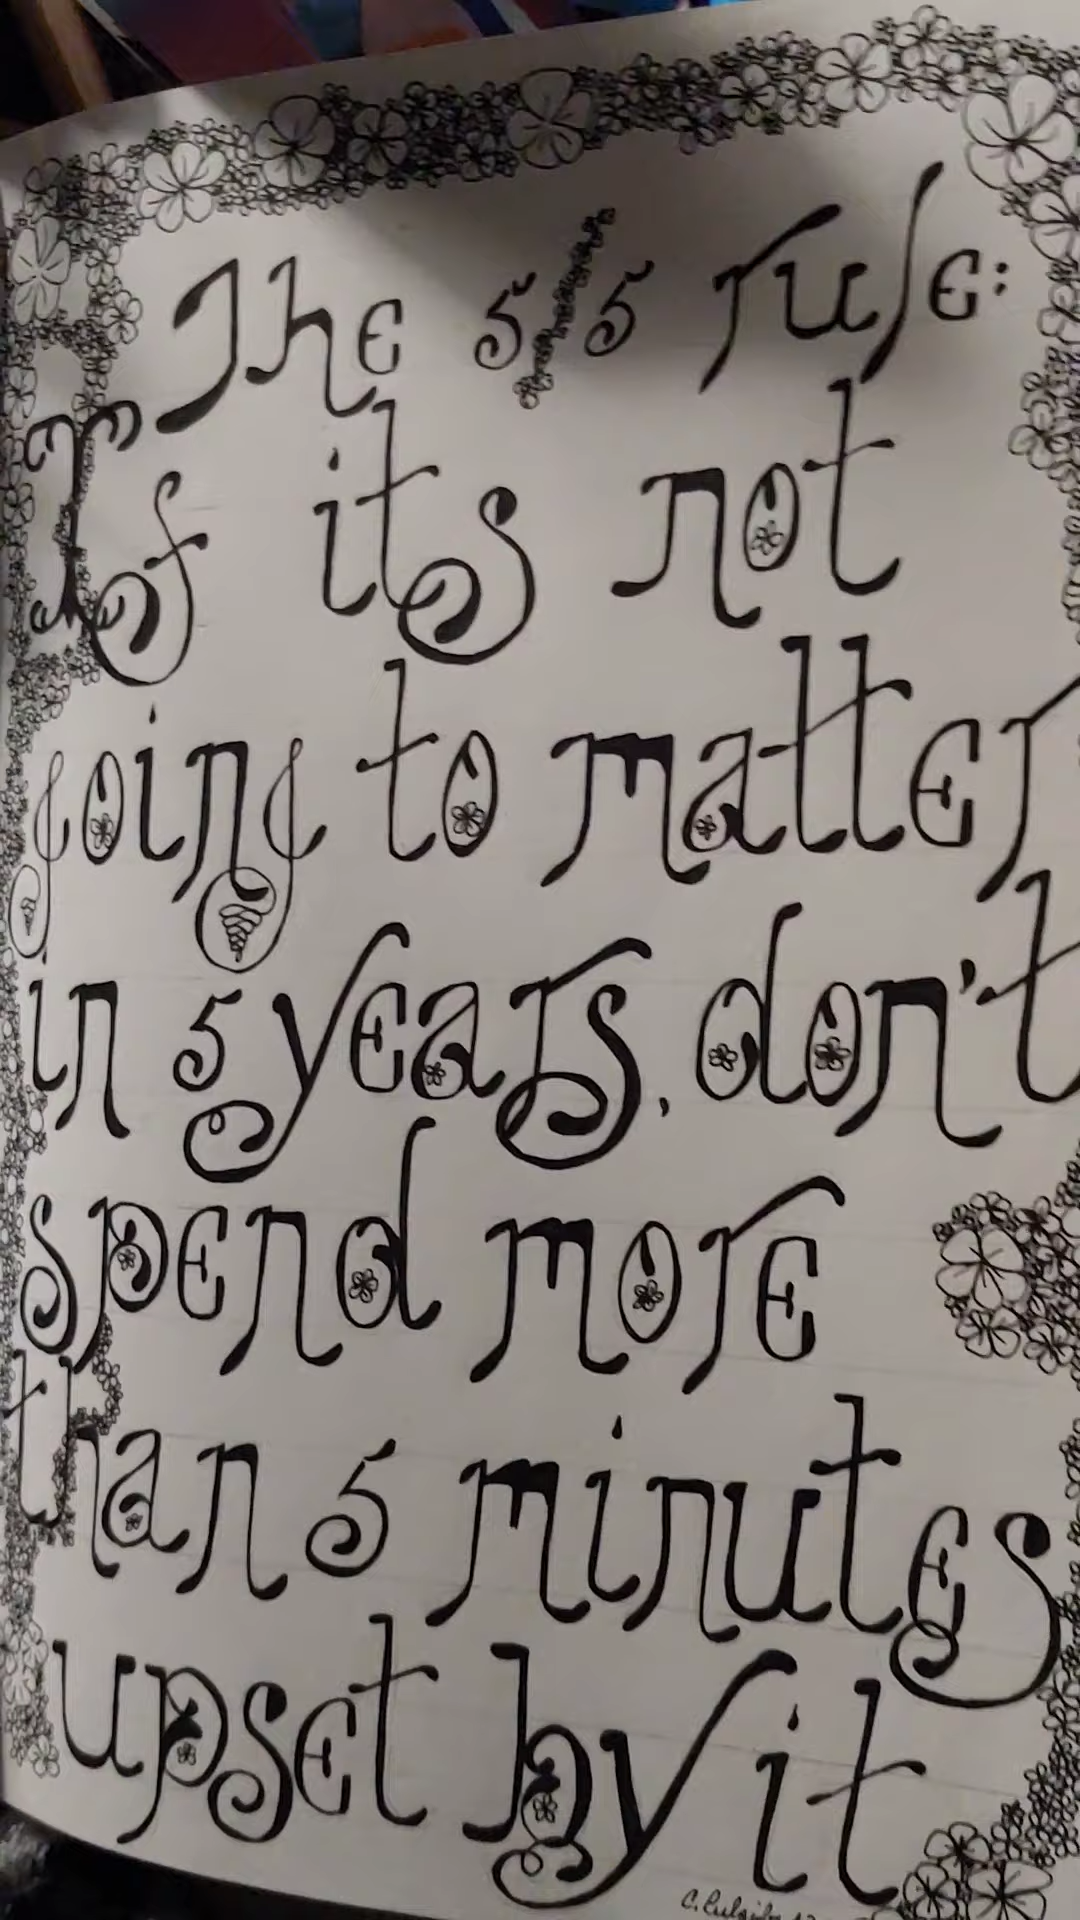 The 5/5 rule:
If its not
going to matter
in 5 years, don't
spend more
than 5 minutes
upset by it